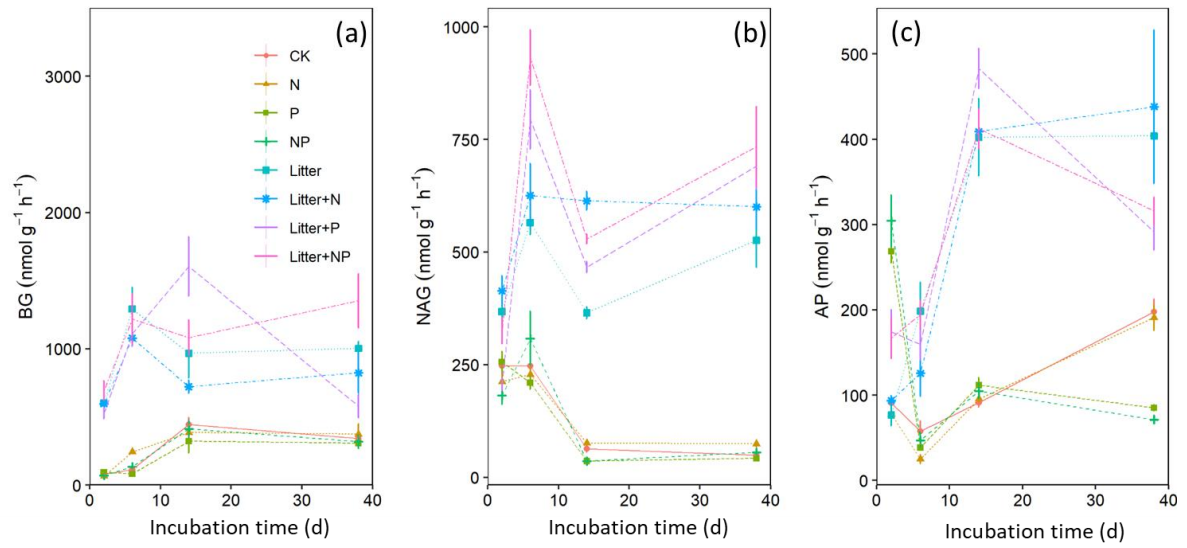 (a)
BG (nmol g⁻¹ h⁻¹)
3000
2000
1000
0
CK
N
P
NP
Litter
Litter+N
Litter+P
Litter+NP
0 10 20 30 40
Incubation time (d)
(b)
NAG (nmol g⁻¹ h⁻¹)
1000
750
500
250
0
0 10 20 30 40
Incubation time (d)
(c)
AP (nmol g⁻¹ h⁻¹)
500
400
300
200
100
0
0 10 20 30 40
Incubation time (d)